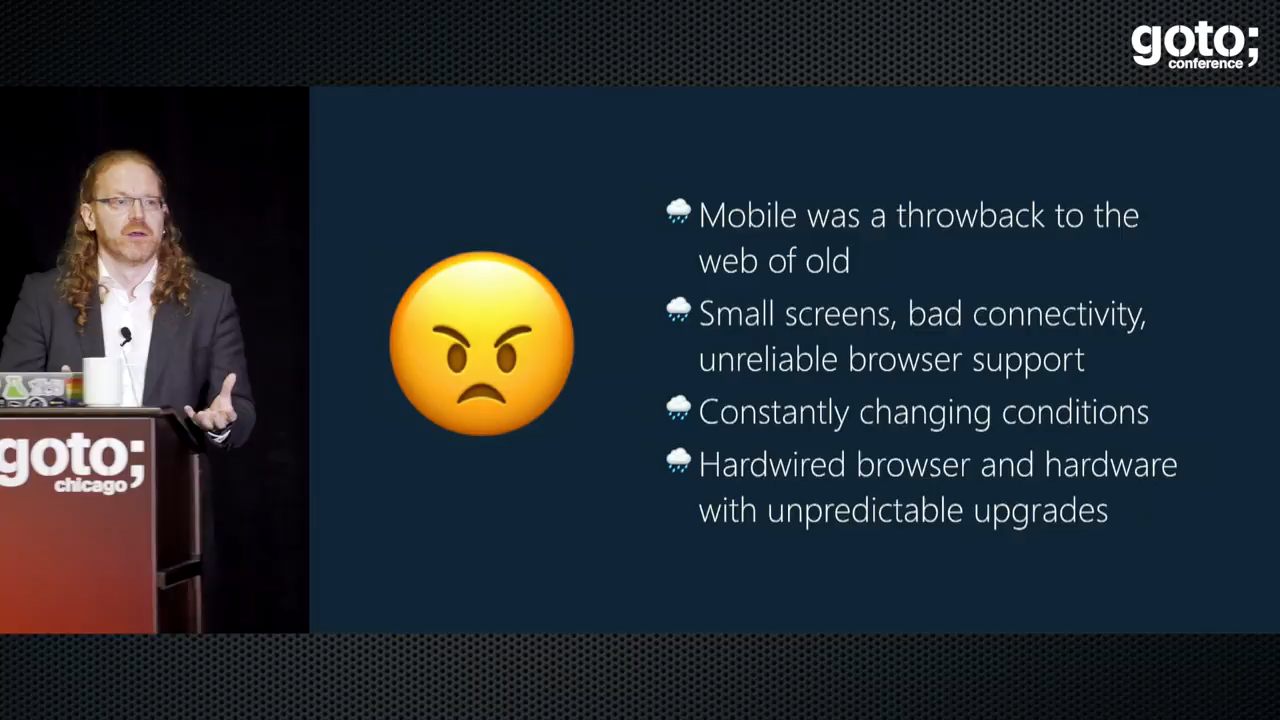 goto;
conference
Mobile was a throwback to the
web of old
Small screens, bad connectivity,
unreliable browser support
Constantly changing conditions
Hardwired browser and hardware
with unpredictable upgrades
goto;
chicago